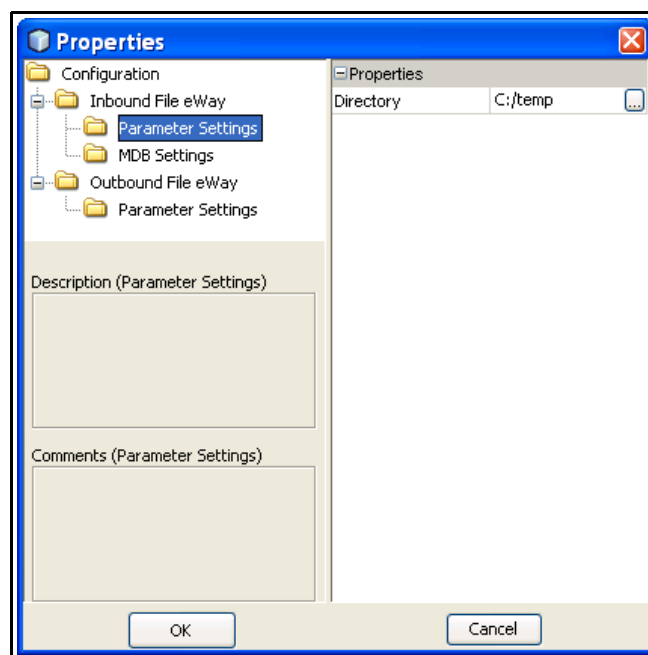 Properties
Configuration
Inbound File eWay
Parameter Settings
MDB Settings
Outbound File eWay
Parameter Settings
Description (Parameter Settings)
Comments (Parameter Settings)
Properties
Directory C:/temp ...
OK
Cancel